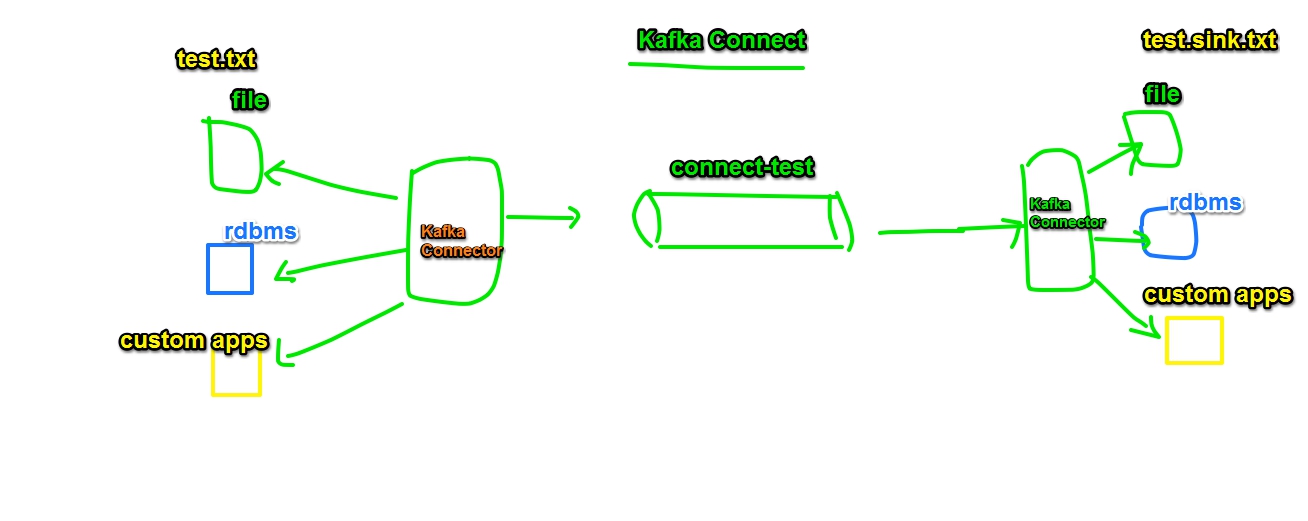 Kafka Connect
test.txt
file
rdbms
custom apps
Kafka
Connector
connect-test
Kafka
Connector
test.sink.txt
file
rdbms
custom apps